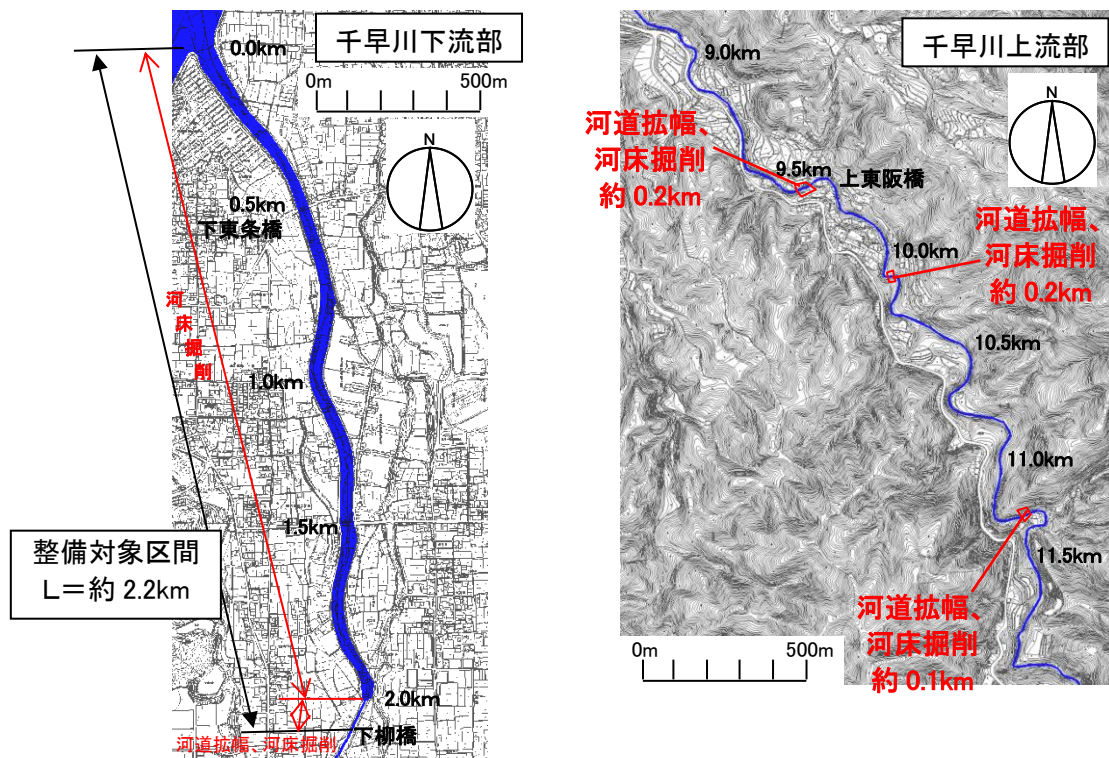 千早川下流部
0m
500m
N
0.0km
0.5km
下東条橋
河
床
掘
削
1.0km
1.5km
整備対象区間
L=約 2.2km
2.0km
下柳橋
河道拡幅、河床掘削
千早川上流部
N
9.0km
河道拡幅、
河床掘削
約 0.2km
9.5km
上東阪橋
河道拡幅、
河床掘削
約 0.2km
10.0km
10.5km
11.0km
11.5km
河道拡幅、
河床掘削
約 0.1km
0m
500m